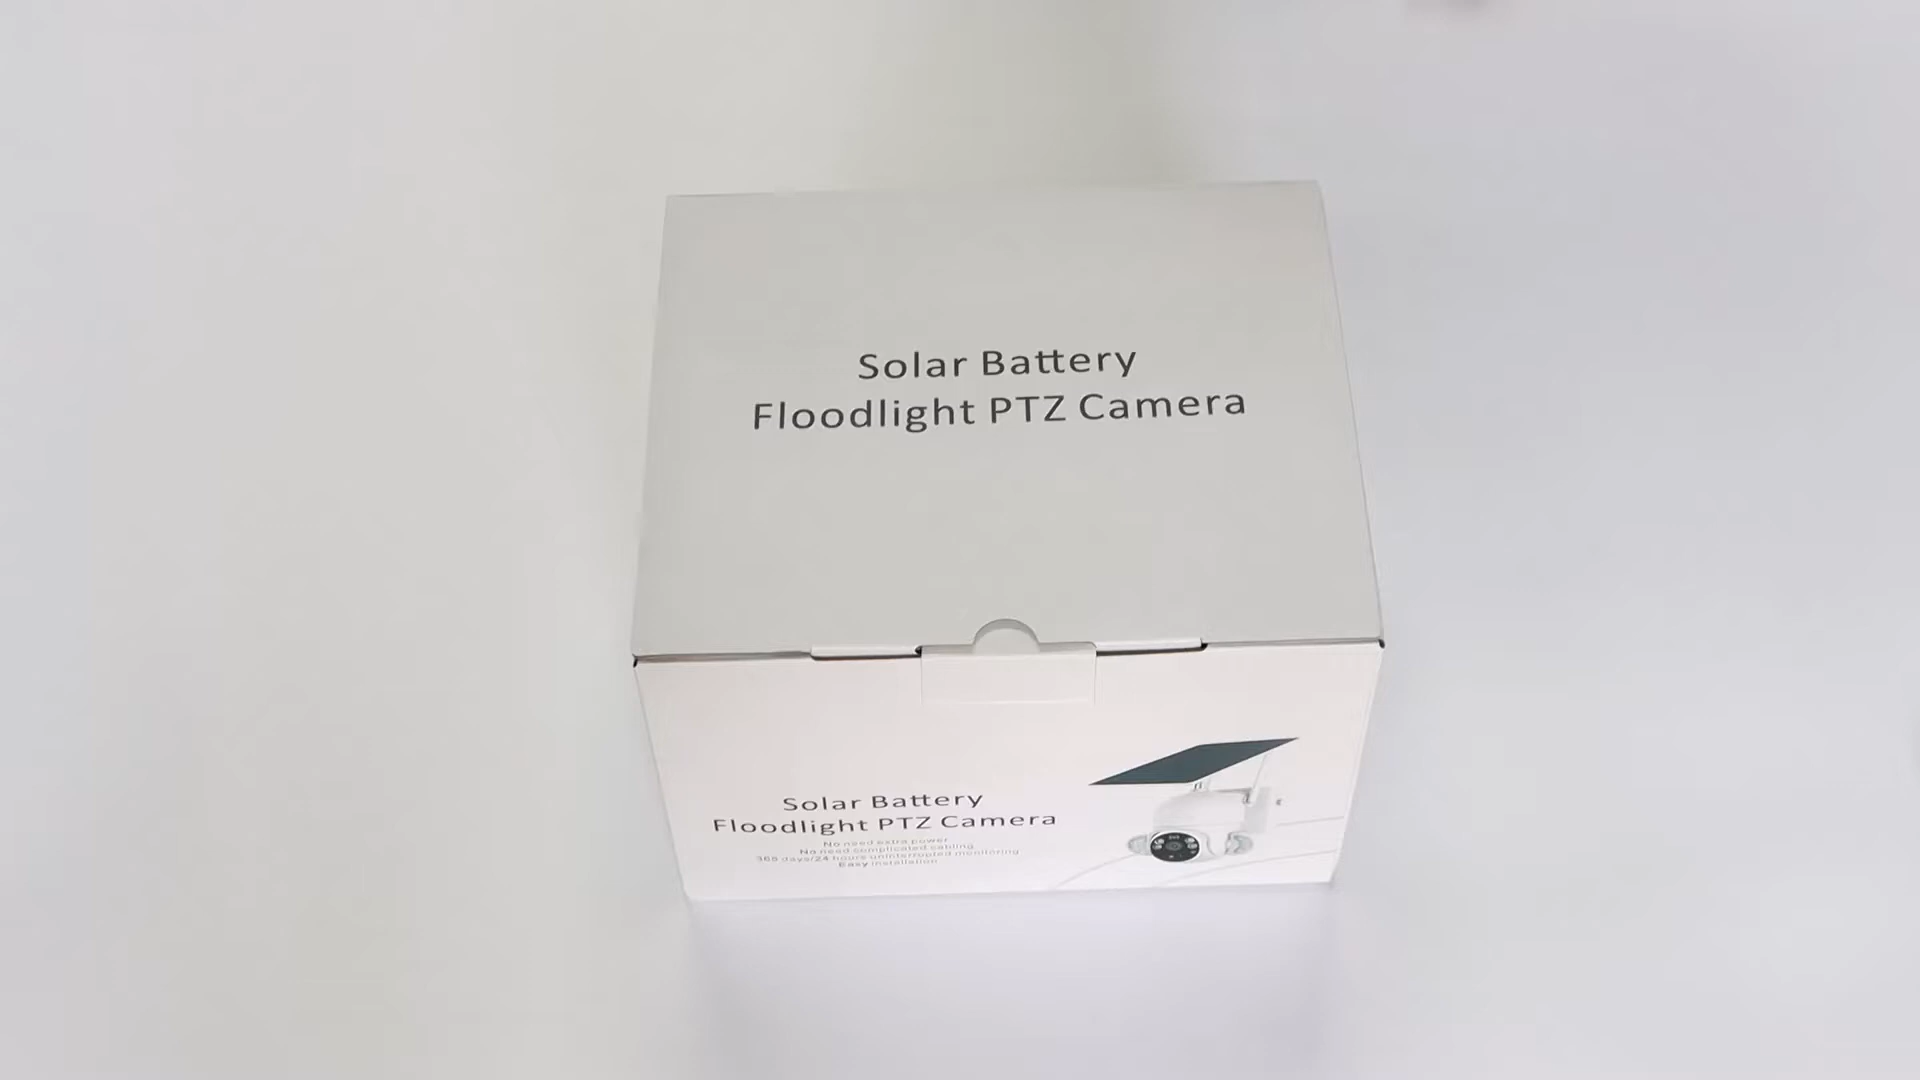 Solar Battery
Floodlight PTZ Camera
Solar Battery
Floodlight PTZ Camera
No need extra power
No need complicated cabling
365 days/24 hours uninterrupted monitoring
Easy installation